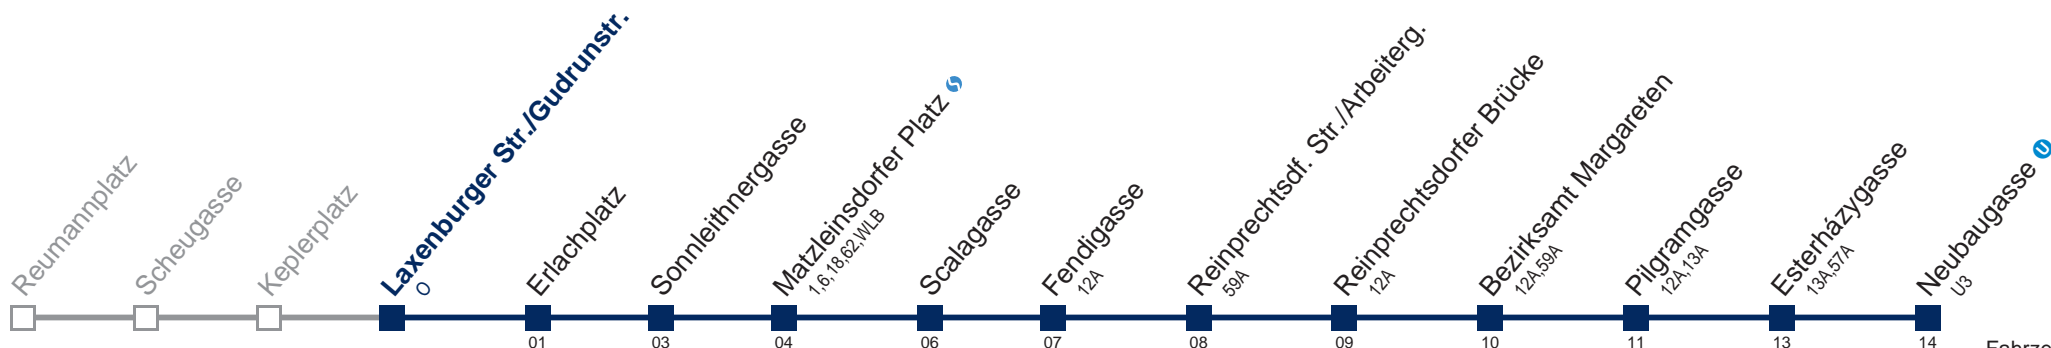 Reumannplatz
Scheugasse
Keplerplatz
Laxenburger Str./Gudrunstr.
O
Erlachplatz
Sonnleithnergasse
Matzleinsdorfer Platz
1,6,18,62,WLB
Scalagasse
Fendigasse
12A
Reinprechtsdf. Str./Arbeiterg.
59A
Reinprechtsdorfer Brücke
12A
Bezirksamt Margareten
12A,59A
Pilgramgasse
12A,13A
Esterházygasse
13A,57A
Neubaugasse U
U3
01 03 04 06 07 08 09 10 11 13 14